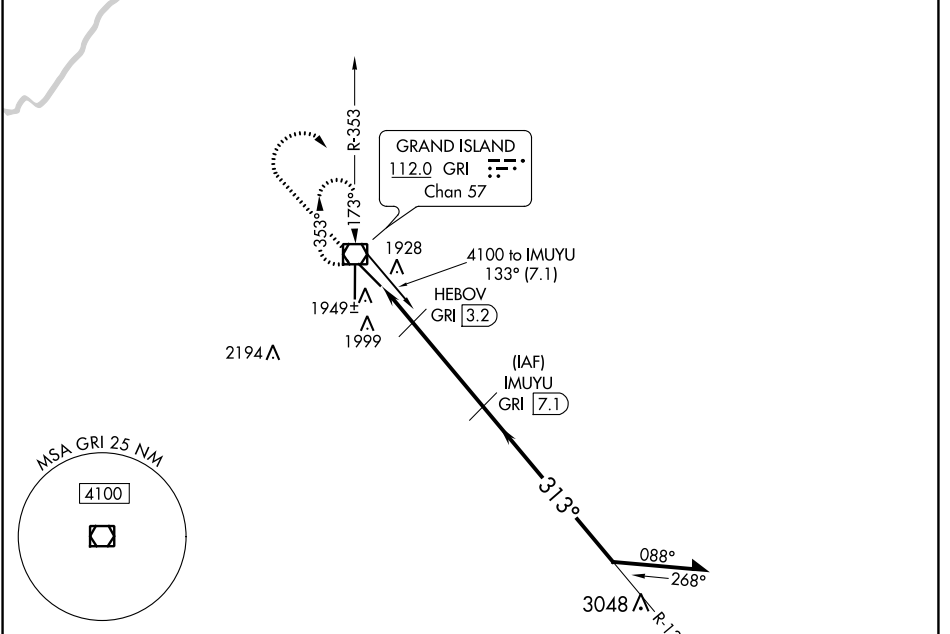 R-353
GRAND ISLAND
112.0 GRI
Chan 57
353°
173°
1928
4100 to IMUYU
133° (7.1)
HEBOV
GRI 3.2
1949±
1999
2194
(IAF)
IMUYU
GRI 7.1
MSA GRI 25 NM
4100
313°
088°
268°
3048